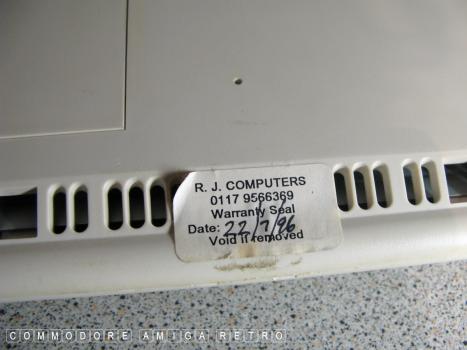 R. J. COMPUTERS
0117 9566369
Warranty Seal
Date: 22/7/96
Void if removed
COMMODORE AMIGA RETRO